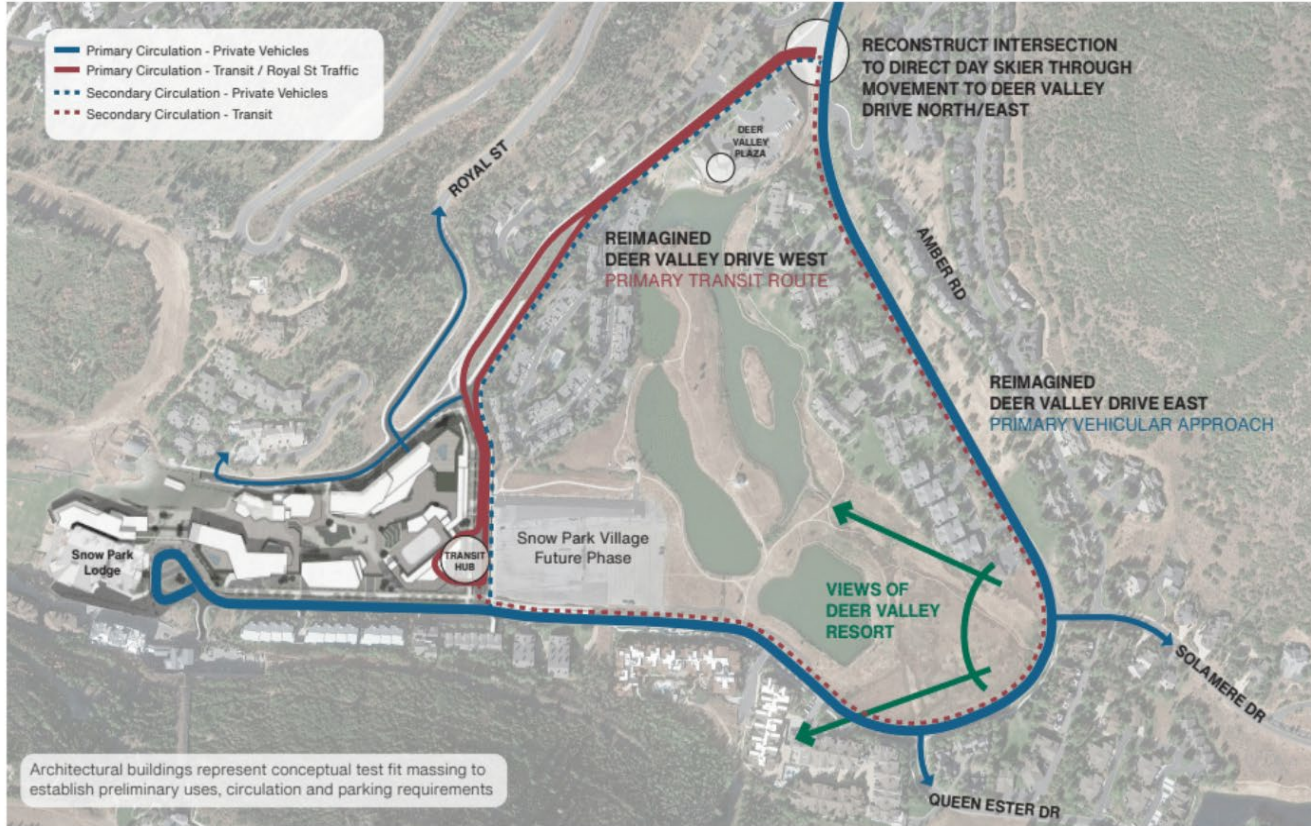 Primary Circulation - Private Vehicles
Primary Circulation - Transit / Royal St Traffic
Secondary Circulation - Private Vehicles
Secondary Circulation - Transit
RECONSTRUCT INTERSECTION
TO DIRECT DAY SKIER THROUGH
MOVEMENT TO DEER VALLEY
DRIVE NORTH/EAST
DEER
VALLEY
PLAZA
ROYAL ST
REIMAGINED
DEER VALLEY DRIVE WEST
PRIMARY TRANSIT ROUTE
AMBER RD
REIMAGINED
DEER VALLEY DRIVE EAST
PRIMARY VEHICULAR APPROACH
Snow Park
Lodge
TRANSIT
HUB
Snow Park Village
Future Phase
VIEWS OF
DEER VALLEY
RESORT
SOLAMERE DR
QUEEN ESTER DR
Architectural buildings represent conceptual test fit massing to
establish preliminary uses, circulation and parking requirements